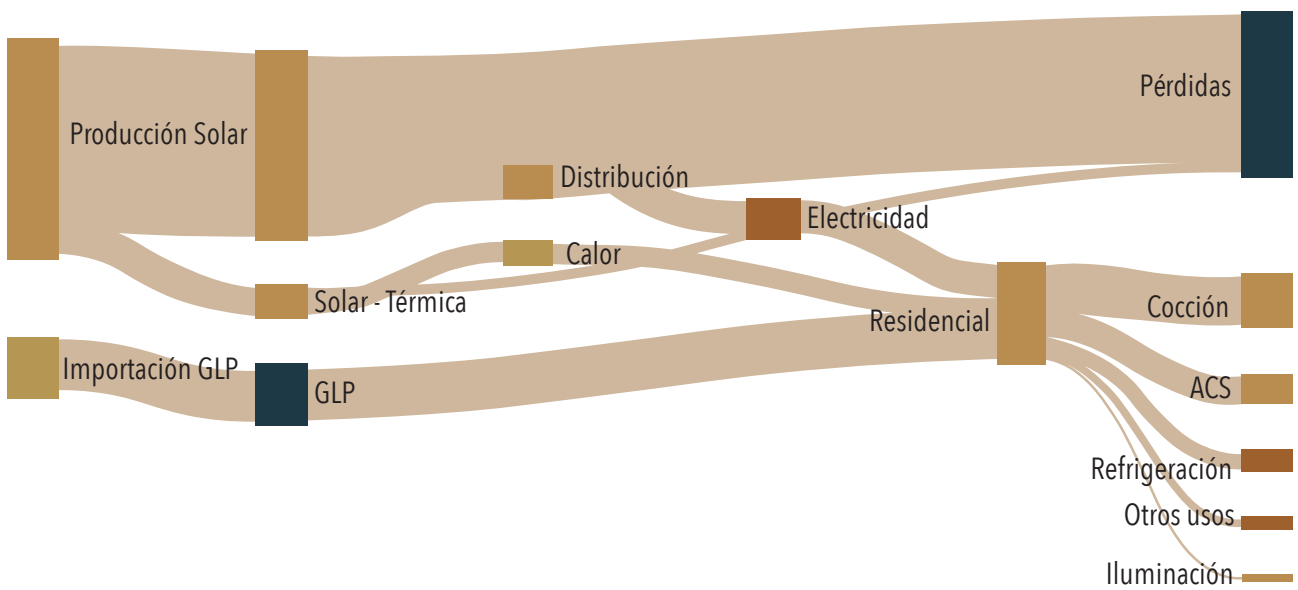 Producción Solar
Pérdidas
Distribución
Electricidad
Calor
Solar - Térmica
Residencial
Cocción
Importación GLP
GLP
ACS
Refrigeración
Otros usos
Iluminación